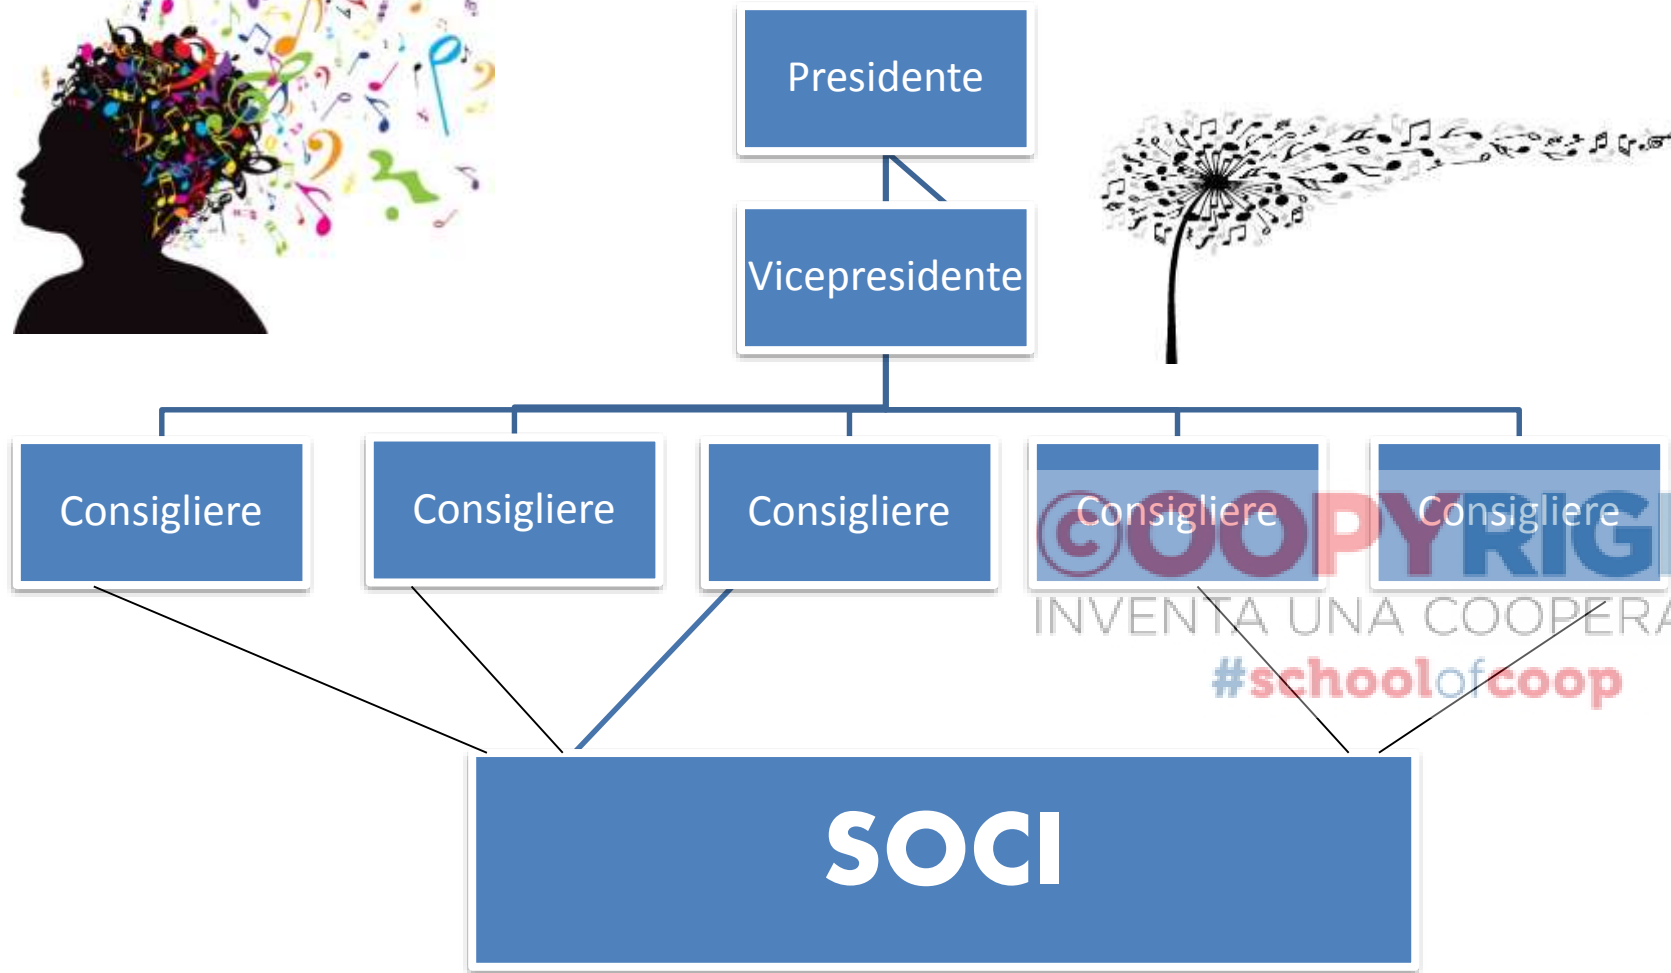 Presidente
Vicepresidente
Consigliere
Consigliere
Consigliere
Consigliere
Consigliere
©OOPYRIG
INVENTA UNA COOPERA
#schoolofcoop
SOCI